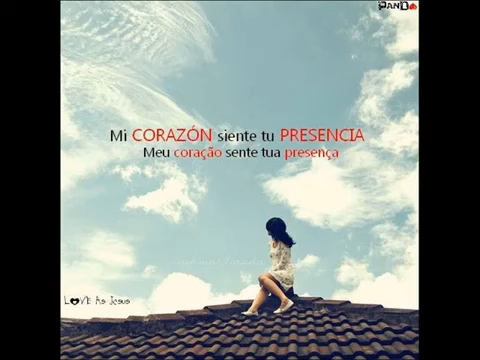 PanDa
Mi CORAZÓN siente tu PRESENCIA
Meu coração sente tua presença
LOVE As Jesus